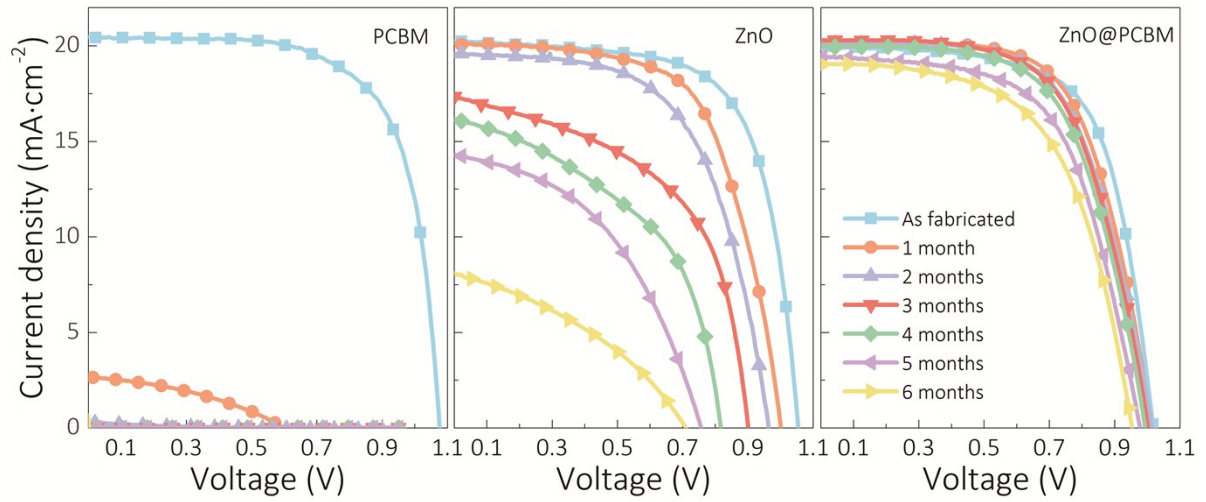 PCBM
ZnO
ZnO@PCBM
Current density (mA·cm⁻²)
20
15
10
5
0
As fabricated
1 month
2 months
3 months
4 months
5 months
6 months
0.1 0.3 0.5 0.7 0.9 1.1
0.1 0.3 0.5 0.7 0.9 1.1
0.1 0.3 0.5 0.7 0.9 1.1
Voltage (V)
Voltage (V)
Voltage (V)